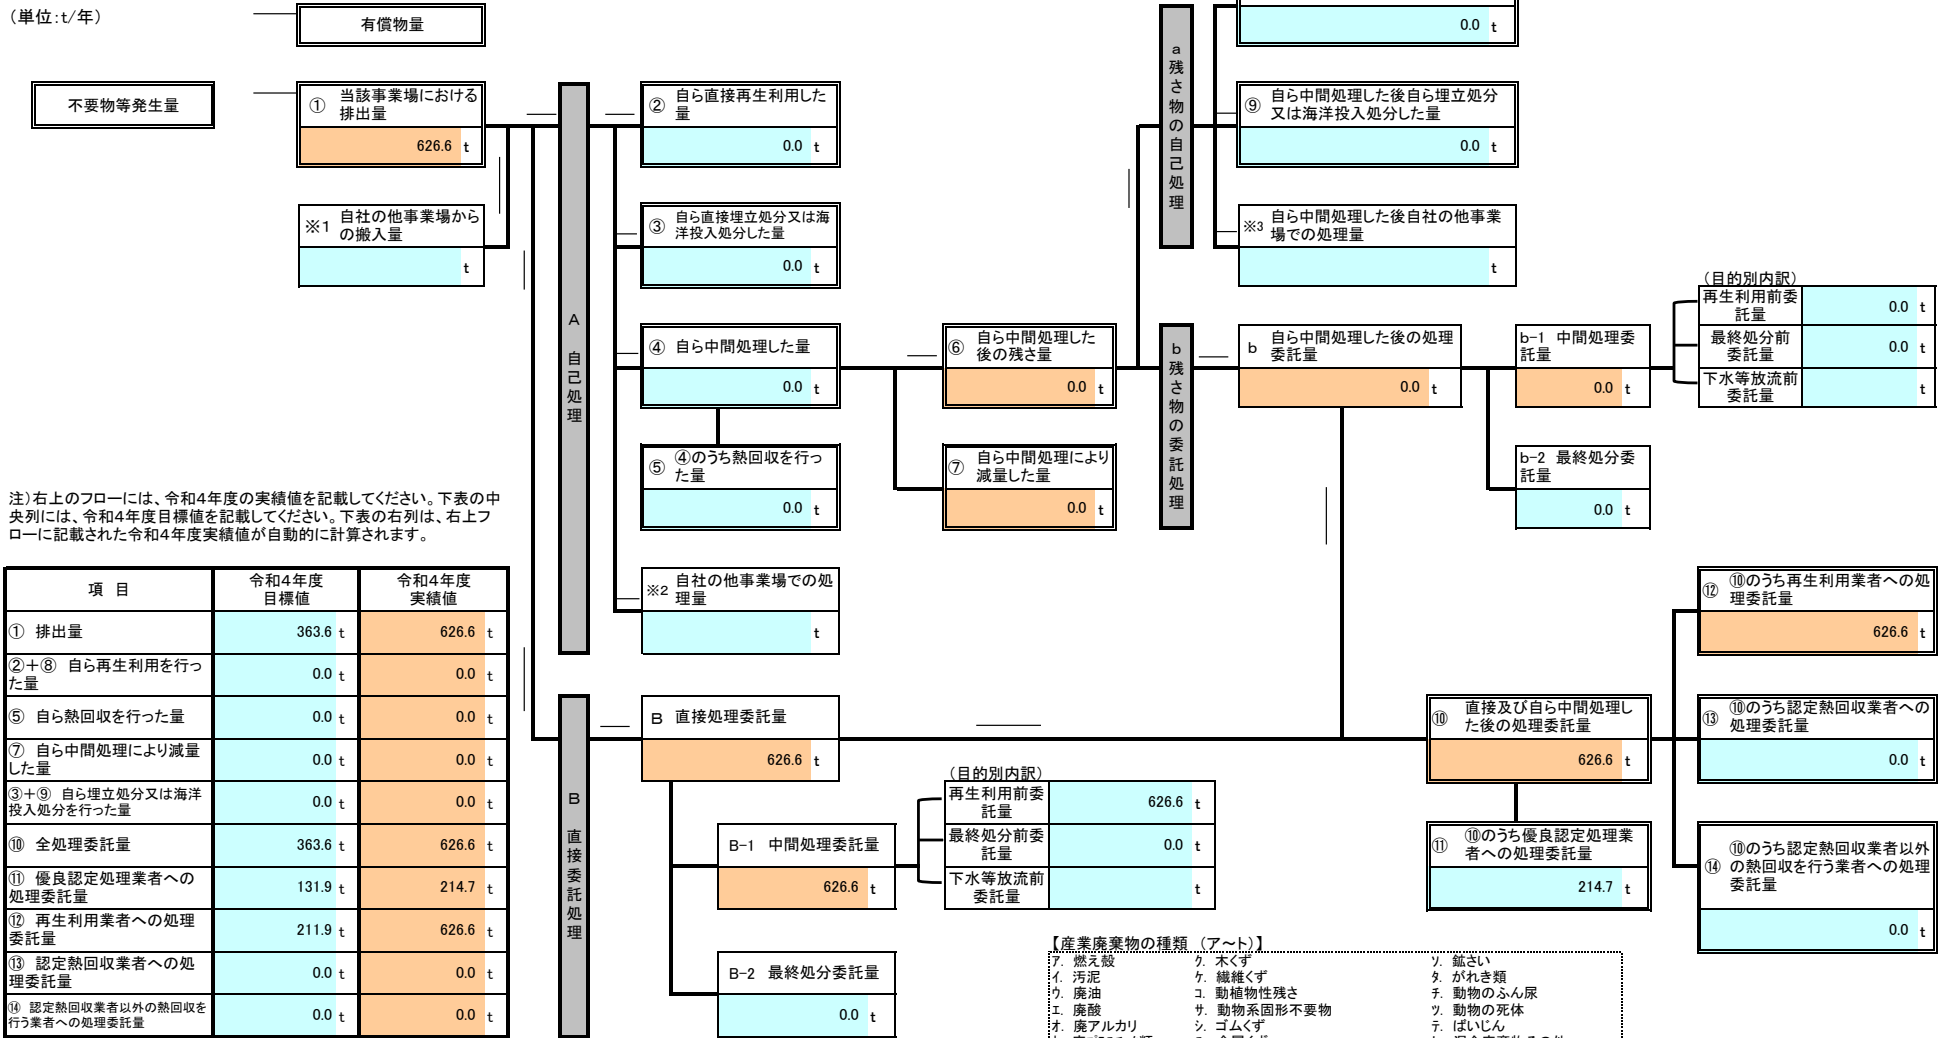 （単位：t/年）
有償物量
0.0 t
不要物等発生量
① 当該事業場における
排出量
626.6 t
※1 自社の他事業場から
の搬入量
t
A 自己処理
② 自ら直接再生利用した
量
0.0 t
③ 自ら直接埋立処分又は海
洋投入処分した量
0.0 t
④ 自ら中間処理した量
0.0 t
⑤ ④のうち熱回収を行っ
た量
0.0 t
※2 自社の他事業場での処
理量
t
⑥ 自ら中間処理した
後の残さ量
0.0 t
⑦ 自ら中間処理により
減量した量
0.0 t
a 残さ物の自己処理
⑨ 自ら中間処理した後自ら埋立処分
又は海洋投入処分した量
0.0 t
※3 自ら中間処理した後自社の他事業
場での処理量
t
b 残さ物の委託処理
b 自ら中間処理した後の処理
委託量
0.0 t
b-1 中間処理委
託量
0.0 t
b-2 最終処分委
託量
0.0 t
（目的別内訳）
再生利用前委
託量
0.0 t
最終処分前
委託量
0.0 t
下水等放流前
委託量
t
注）右上のフローには、令和4年度の実績値を記載してください。下表の中
央列には、令和4年度目標値を記載してください。下表の右列は、右上フ
ローに記載された令和4年度実績値が自動的に計算されます。
項 目 令和4年度
目標値 令和4年度
実績値
① 排出量 363.6 t 626.6 t
②＋⑧ 自ら再生利用を行っ
た量 0.0 t 0.0 t
⑤ 自ら熱回収を行った量 0.0 t 0.0 t
⑦ 自ら中間処理により減量
した量 0.0 t 0.0 t
③＋⑨ 自ら埋立処分又は海洋
投入処分を行った量 0.0 t 0.0 t
⑩ 全処理委託量 363.6 t 626.6 t
⑪ 優良認定処理業者への
処理委託量 131.9 t 214.7 t
⑫ 再生利用業者への処理
委託量 211.9 t 626.6 t
⑬ 認定熱回収業者への処
理委託量 0.0 t 0.0 t
⑭ 認定熱回収業者以外の熱回収を
行う業者への処理委託量 0.0 t 0.0 t
B 直接委託処理
B 直接処理委託量
626.6 t
B-1 中間処理委託量
626.6 t
B-2 最終処分委託量
0.0 t
（目的別内訳）
再生利用前委
託量
626.6 t
最終処分前委
託量
0.0 t
下水等放流前
委託量
t
⑩ 直接及び自ら中間処理し
た後の処理委託量
626.6 t
⑪ ⑩のうち優良認定処理業
者への処理委託量
214.7 t
⑫ ⑩のうち再生利用業者への処
理委託量
626.6 t
⑬ ⑩のうち認定熱回収業者への
処理委託量
0.0 t
⑭ ⑩のうち認定熱回収業者以外
の熱回収を行う業者への処理
委託量
0.0 t
【産業廃棄物の種類 （ア～ト）】
ア. 燃え殻 ク. 木くず ソ. 鉱さい
イ. 汚泥 ケ. 繊維くず タ. がれき類
ウ. 廃油 コ. 動植物性残さ チ. 動物のふん尿
エ. 廃酸 サ. 動物系固形不要物 ツ. 動物の死体
オ. 廃アルカリ シ. ゴムくず テ. ばいじん